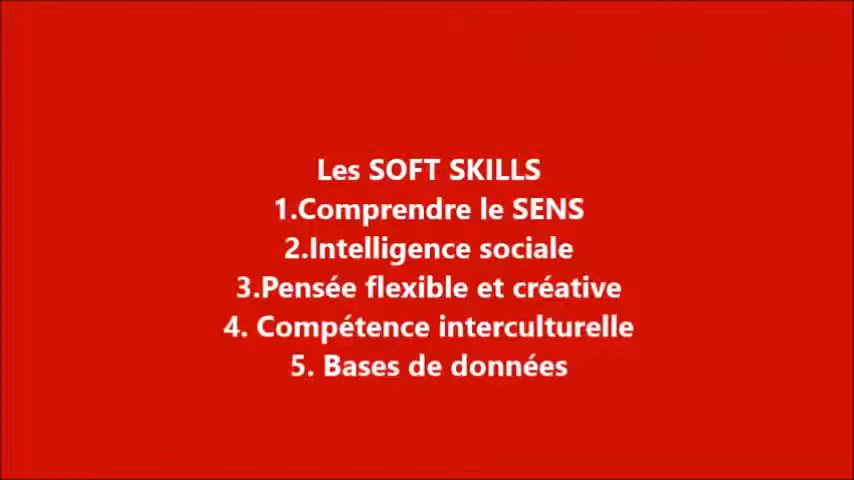 Les SOFT SKILLS
1.Comprendre le SENS
2.Intelligence sociale
3.Pensée flexible et créative
4. Compétence interculturelle
5. Bases de données